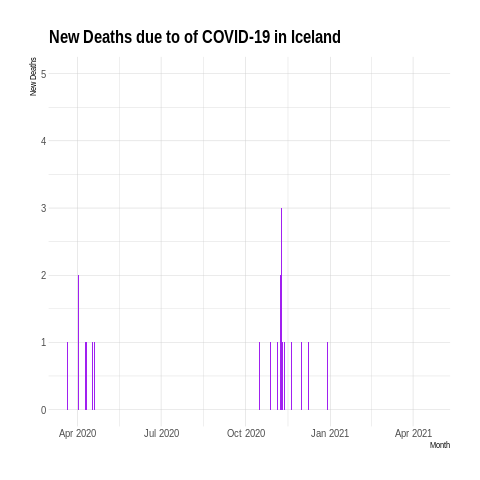 New Deaths due to of COVID-19 in Iceland
New Deaths
5
4
3
2
1
0
Apr 2020 Jul 2020 Oct 2020 Jan 2021 Apr 2021
Month